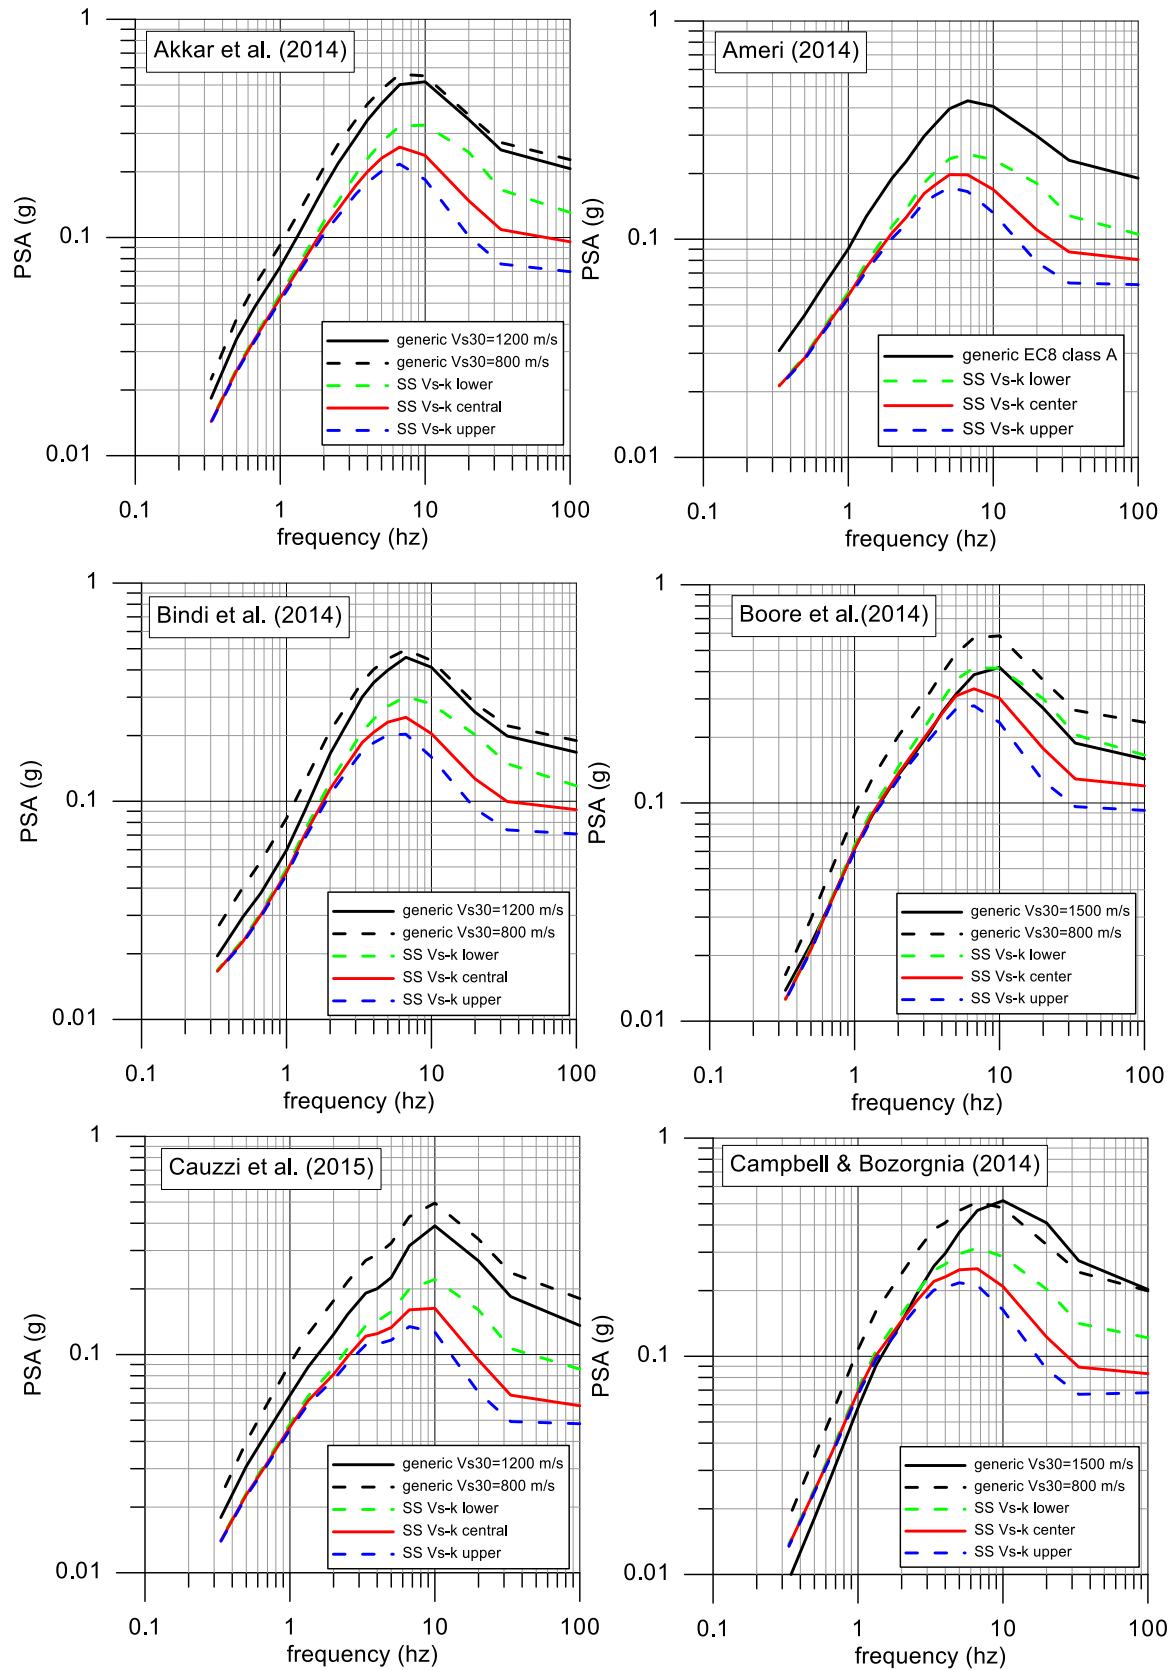 Akkar et al. (2014)
PSA (g)
1
0.1
0.01
generic Vs30=1200 m/s
generic Vs30=800 m/s
SS Vs-k lower
SS Vs-k central
SS Vs-k upper
0.1 1 10 100
frequency (hz)
Ameri (2014)
PSA (g)
1
0.1
0.01
generic EC8 class A
SS Vs-k lower
SS Vs-k center
SS Vs-k upper
0.1 1 10 100
frequency (hz)
Bindi et al. (2014)
PSA (g)
1
0.1
0.01
generic Vs30=1200 m/s
generic Vs30=800 m/s
SS Vs-k lower
SS Vs-k central
SS Vs-k upper
0.1 1 10 100
frequency (hz)
Boore et al.(2014)
PSA (g)
1
0.1
0.01
generic Vs30=1500 m/s
generic Vs30=800 m/s
SS Vs-k lower
SS Vs-k center
SS Vs-k upper
0.1 1 10 100
frequency (hz)
Cauzzi et al. (2015)
PSA (g)
1
0.1
0.01
generic Vs30=1200 m/s
generic Vs30=800 m/s
SS Vs-k lower
SS Vs-k central
SS Vs-k upper
0.1 1 10 100
frequency (hz)
Campbell & Bozorgnia (2014)
PSA (g)
1
0.1
0.01
generic Vs30=1500 m/s
generic Vs30=800 m/s
SS Vs-k lower
SS Vs-k center
SS Vs-k upper
0.1 1 10 100
frequency (hz)